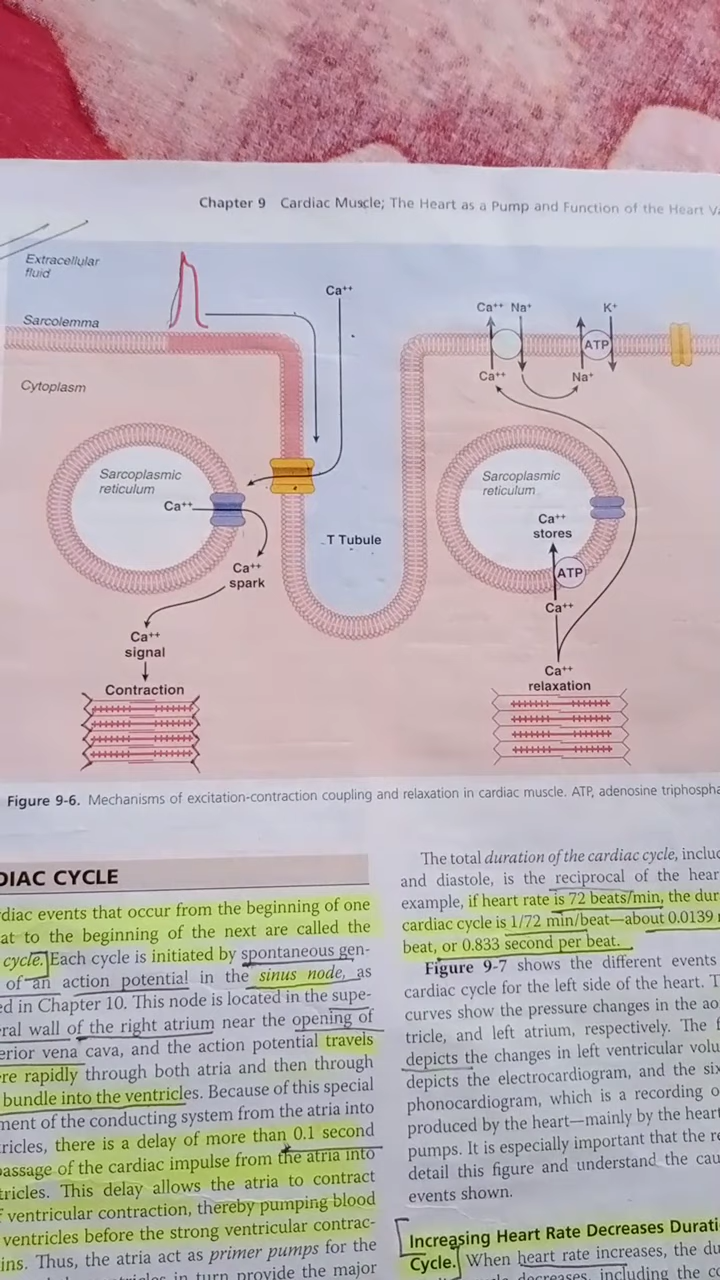 Chapter 9 Cardiac Muscle; The Heart as a Pump and Function of the Heart
Extracellular
fluid
Sarcolemma
Cytoplasm
Ca++
Sarcoplasmic
reticulum
Ca++
Ca++
spark
Ca++
signal
Contraction
T Tubule
Ca++ Na+
K+
ATP
Ca++
Na+
Sarcoplasmic
reticulum
Ca++
stores
ATP
Ca++
Ca++
relaxation
Figure 9-6. Mechanisms of excitation-contraction coupling and relaxation in cardiac muscle. ATP, adenosine
DIAC CYCLE
rdiac events that occur from the beginning of one
at to the beginning of the next are called the
cycle. Each cycle is initiated by spontaneous gen-
of an action potential in the sinus node, as
ed in Chapter 10. This node is located in the supe-
ral wall of the right atrium near the opening of
erior vena cava, and the action potential travels
re rapidly through both atria and then through
bundle into the ventricles. Because of this special
ment of the conducting system from the atria into
tricles, there is a delay of more than 0.1 second
passage of the cardiac impulse from the atria into
tricles. This delay allows the atria to contract
ventricular contraction, thereby pumping blood
ventricles before the strong ventricular contrac-
ins. Thus, the atria act as primer pumps for the
in turn provide the major
The total duration of the cardiac cycle,
and diastole, is the reciprocal of the
example, if heart rate is 72 beats/min, the
cardiac cycle is 1/72 min/beat—about 0.0139
beat, or 0.833 second per beat.
Figure 9-7 shows the different events
cardiac cycle for the left side of the heart.
curves show the pressure changes in the
tricle, and left atrium, respectively. The
depicts the changes in left ventricular
depicts the electrocardiogram, and the
phonocardiogram, which is a recording
produced by the heart—mainly by the heart
pumps. It is especially important that the
detail this figure and understand the
events shown.
Increasing Heart Rate Decreases
Cycle. When heart rate increases, the
decreases, including the